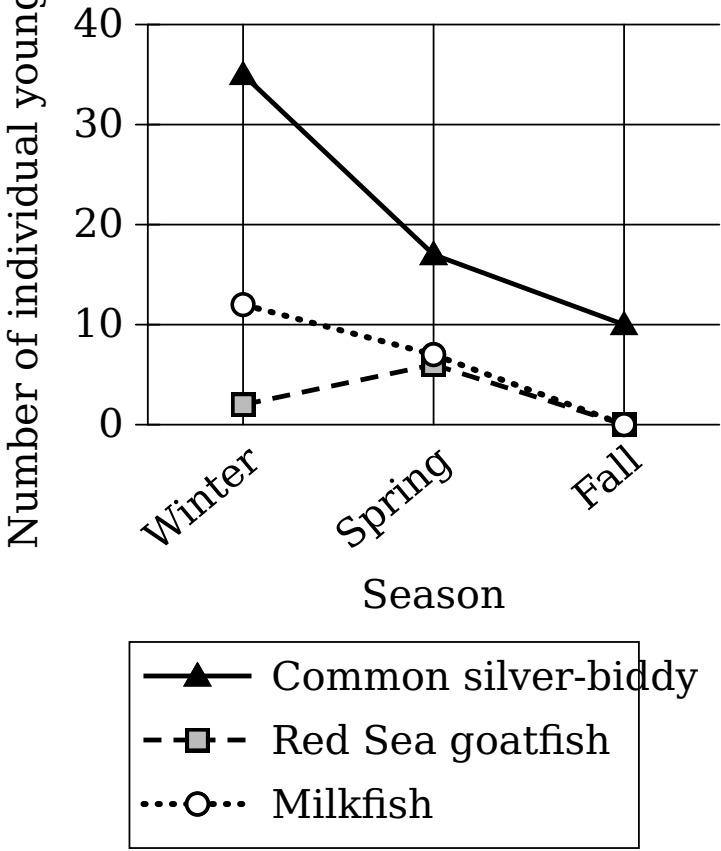 Number of individual young
40
30
20
10
0
Winter
Spring
Fall
Season
Common silver-biddy
Red Sea goatfish
Milkfish